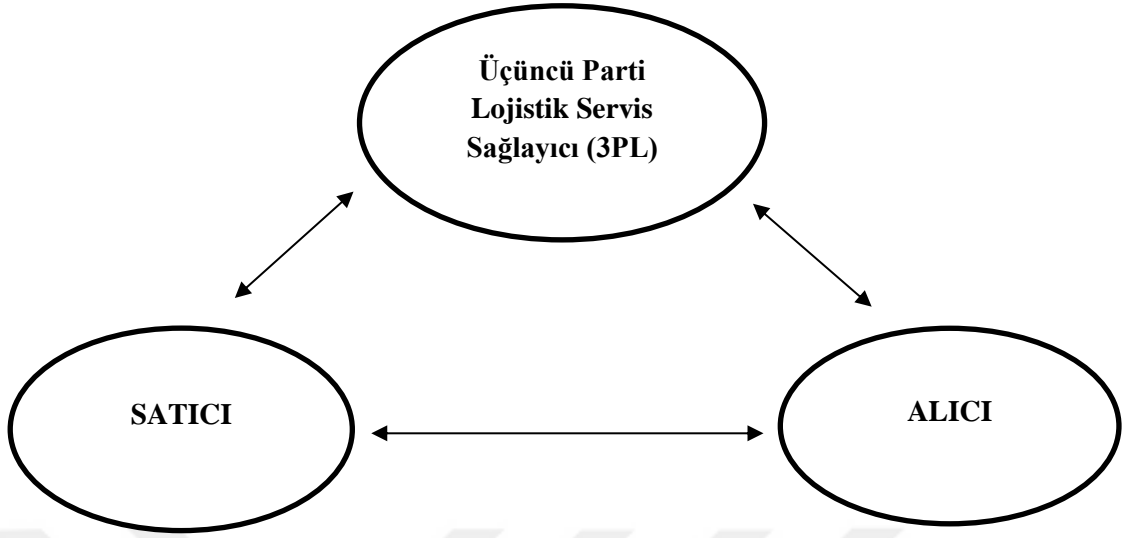 Üçüncü Parti
Lojistik Servis
Sağlayıcı (3PL)
SATICI
ALICI